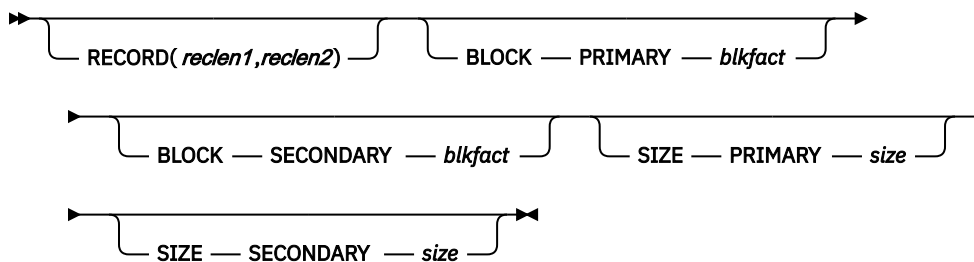 RECORD( reclen1,reclen2) BLOCK PRIMARY blkfact
BLOCK SECONDARY blkfact SIZE PRIMARY size
SIZE SECONDARY size